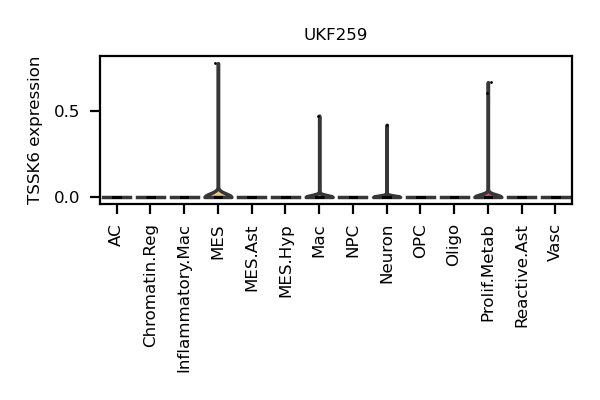 UKF259
TSSK6 expression
0.5
0.0
AC
Chromatin.Reg
Inflammatory.Mac
MES
MES.Ast
MES.Hyp
Mac
NPC
Neuron
OPC
Oligo
Prolif.Metab
Reactive.Ast
Vasc